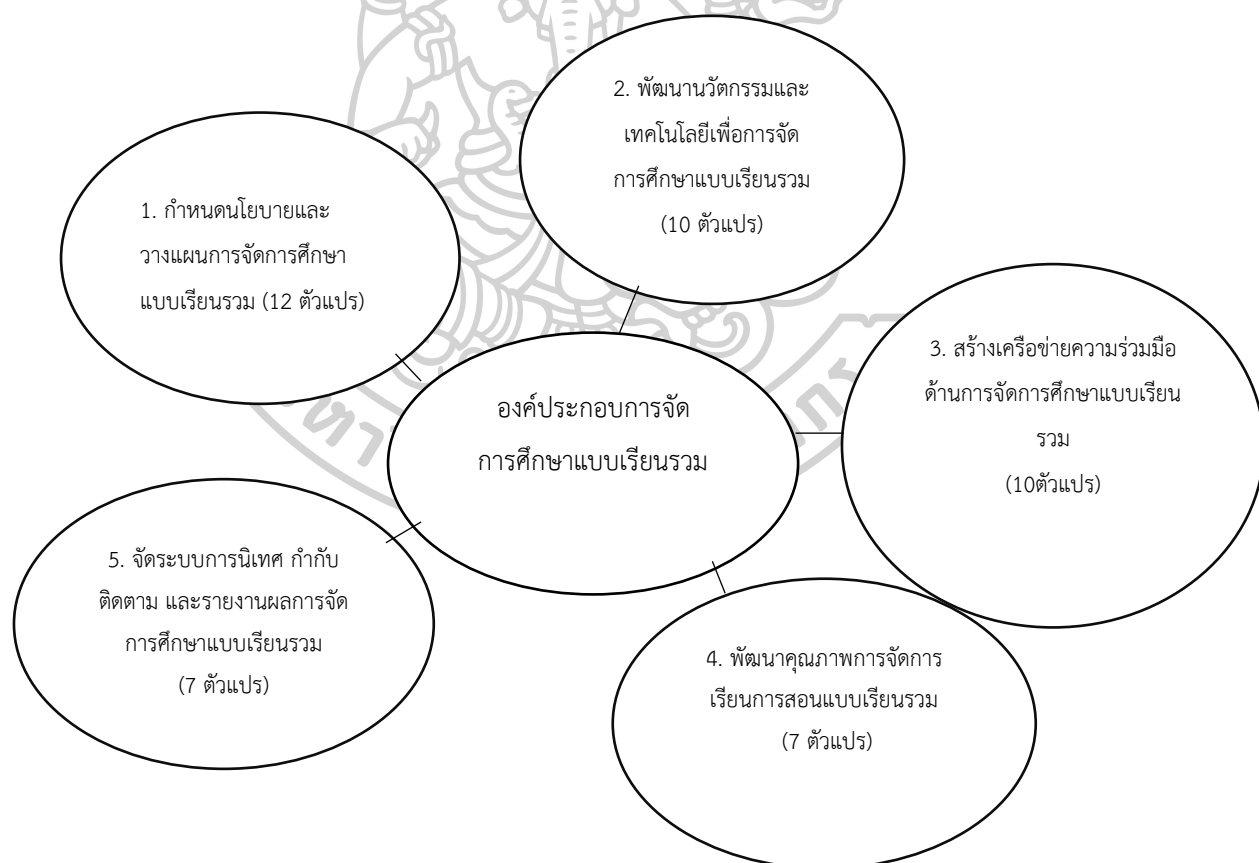 1. กำหนดนโยบายและ
วางแผนการจัดการศึกษา
แบบเรียนรวม (12 ตัวแปร)
2. พัฒนานวัตกรรมและ
เทคโนโลยีเพื่อการจัด
การศึกษาแบบเรียนรวม
(10 ตัวแปร)
3. สร้างเครือข่ายความร่วมมือ
ด้านการจัดการศึกษาแบบเรียน
รวม
(10ตัวแปร)
องค์ประกอบการจัด
การศึกษาแบบเรียนรวม
5. จัดระบบการนิเทศ กำกับ
ติดตาม และรายงานผลการจัด
การศึกษาแบบเรียนรวม
(7 ตัวแปร)
4. พัฒนาคุณภาพการจัดการ
เรียนการสอนแบบเรียนรวม
(7 ตัวแปร)